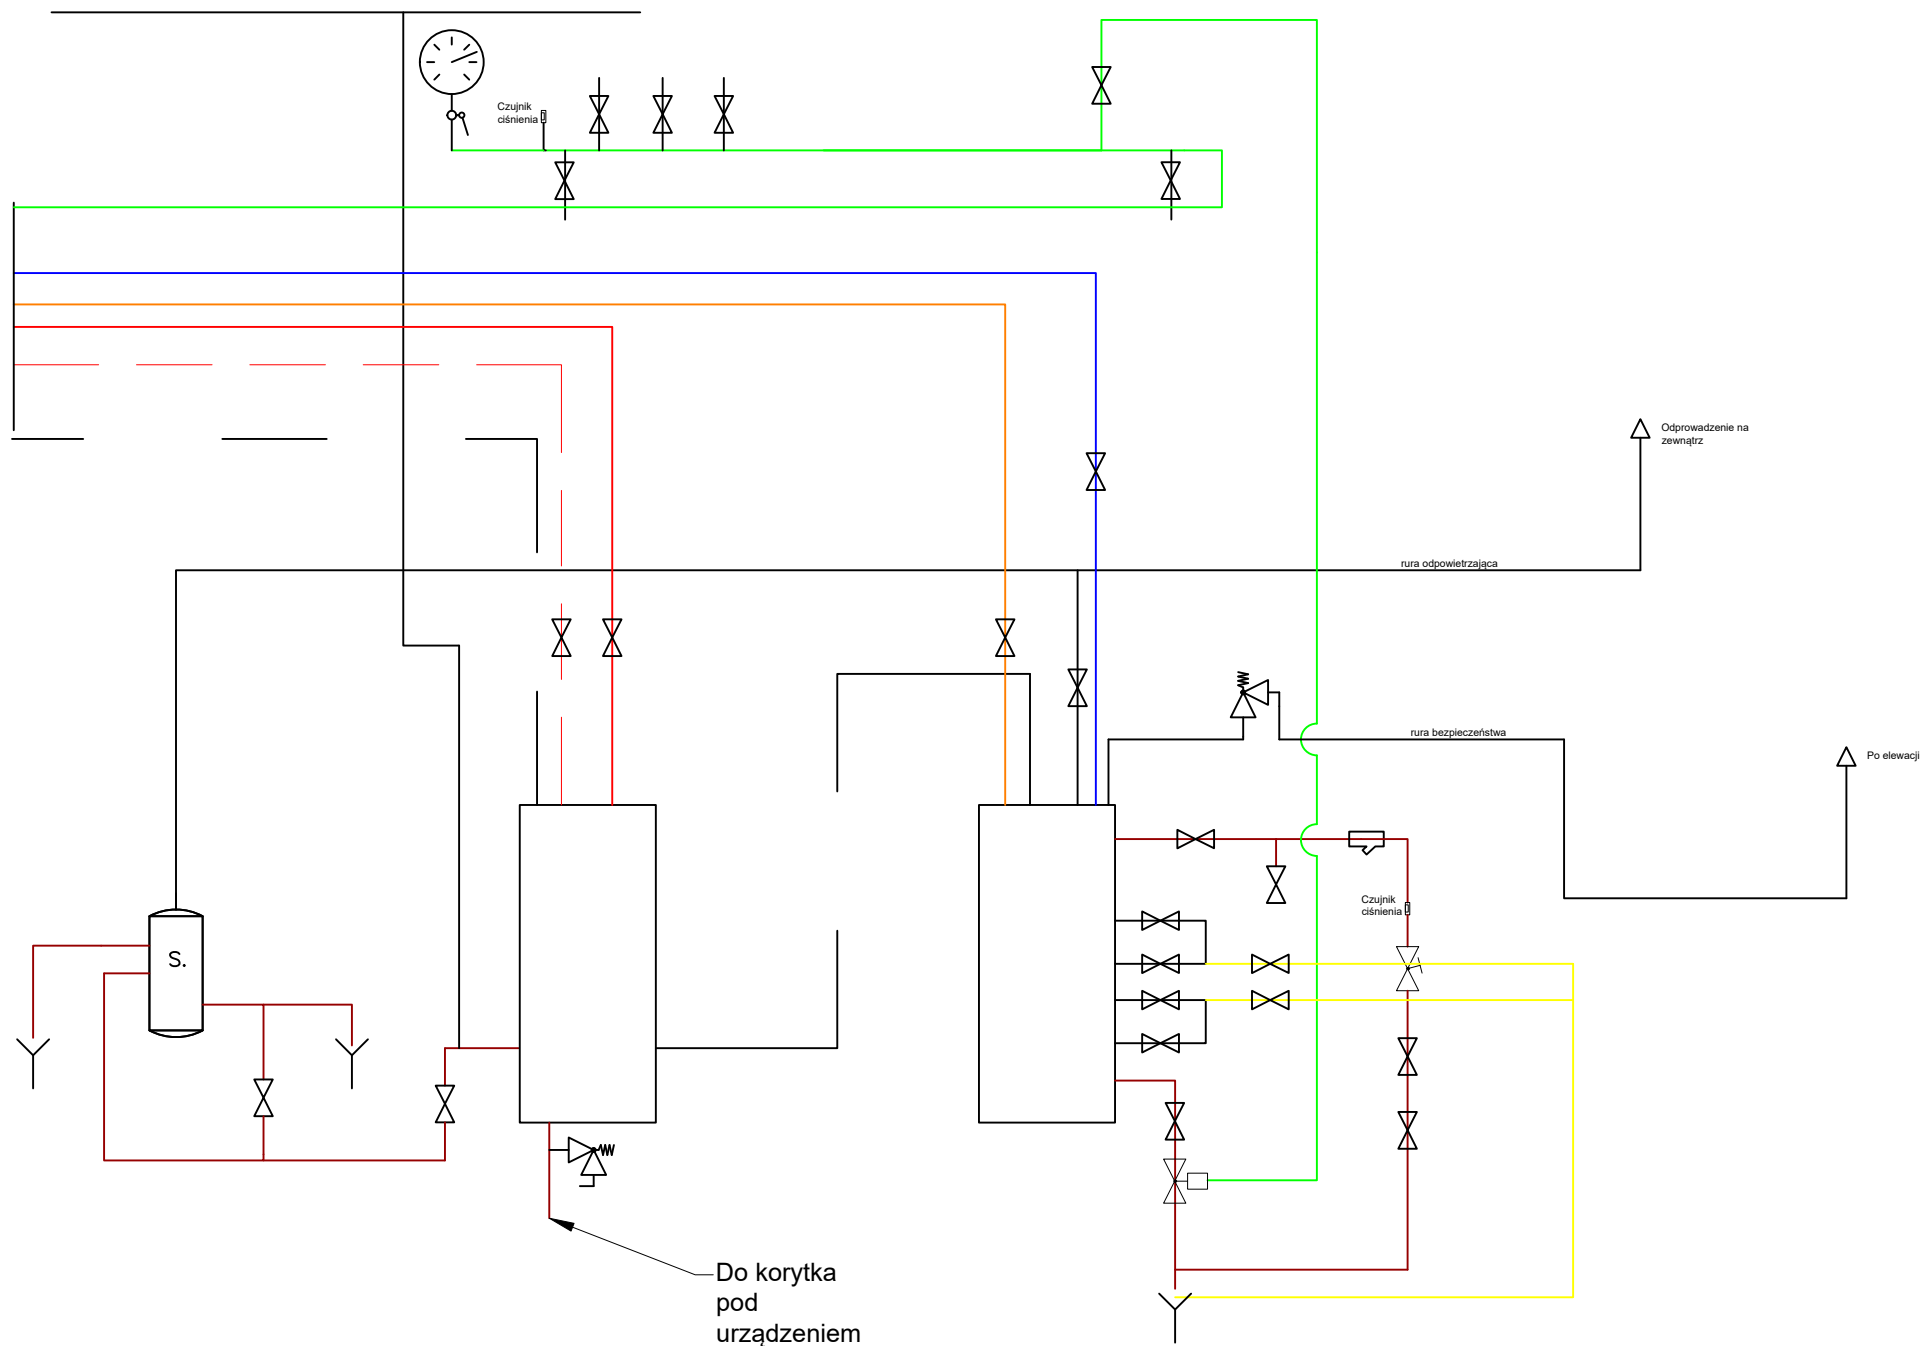 Czujnik
ciśnienia
Odprowadzenie na
zewnątrz
rura odpowietrzająca
rura bezpieczeństwa
Po elewacji
Czujnik
ciśnienia
S.
Do korytka
pod
urządzeniem